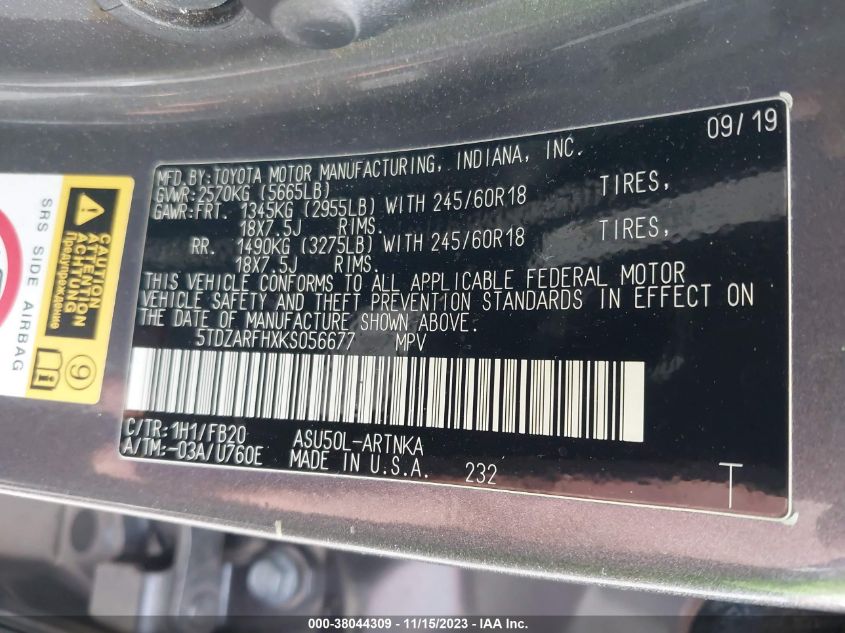 09/19
MFD.BY:TOYOTA MOTOR MANUFACTURING, INDIANA, INC.
GVWR:2570KG (5665LB)
GAWR:FRT. 1345KG (2955LB) WITH 245/60R18 TIRES,
18X7.5J RIMS.
RR. 1490KG (3275LB) WITH 245/60R18 TIRES,
18X7.5J RIMS.
THIS VEHICLE CONFORMS TO ALL APPLICABLE FEDERAL MOTOR
VEHICLE SAFETY AND THEFT PREVENTION STANDARDS IN EFFECT ON
THE DATE OF MANUFACTURE SHOWN ABOVE.
5TDZARFHXKS056677 MPV
C/TR:1H1/FB20 ASU50L-ARTNKA
A/TM:-03A/U760E MADE IN U.S.A. 232
T
SRS SIDE AIRBAG
CAUTION
ATTENTION
ACHTUNG
Предупреждение
9
000-38044309 - 11/15/2023 - IAA Inc.